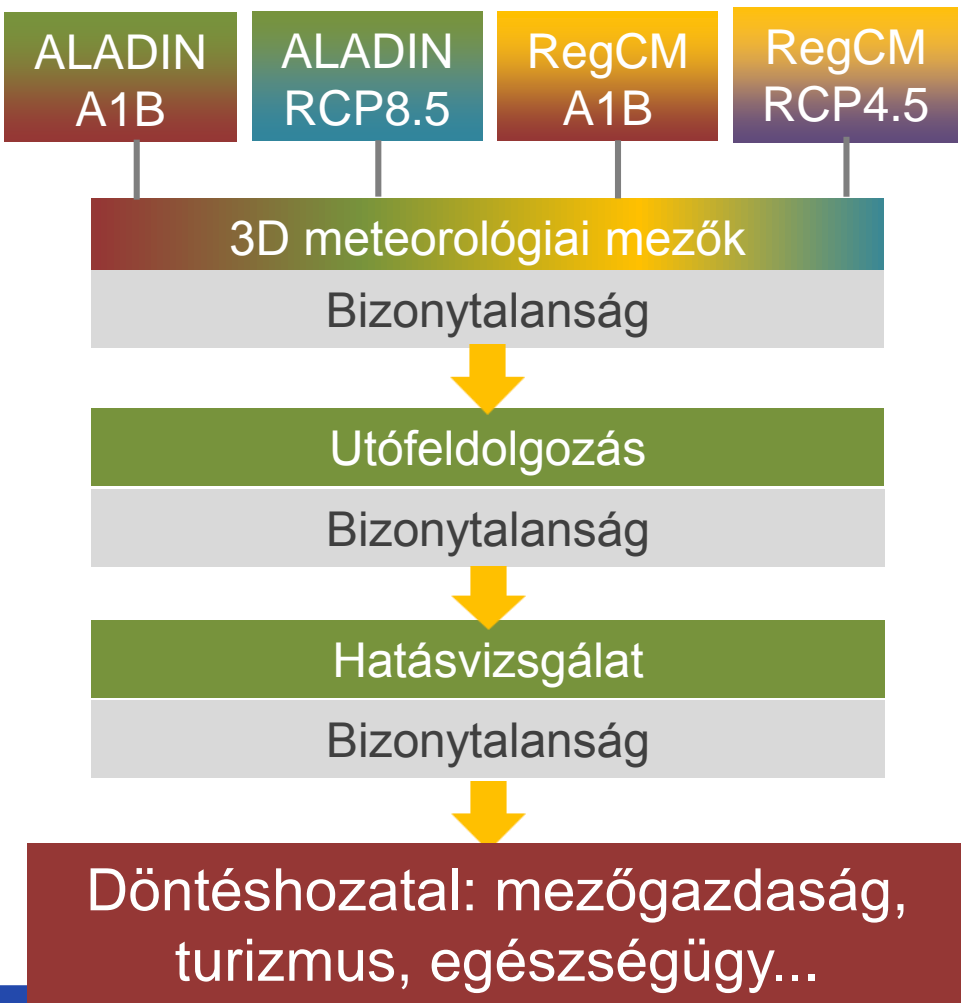 ALADIN
A1B
ALADIN
RCP8.5
RegCM
A1B
RegCM
RCP4.5
3D meteorológiai mezők
Bizonytalanság
Utófeldolgozás
Bizonytalanság
Hatásvizsgálat
Bizonytalanság
Döntéshozatal: mezőgazdaság,
turizmus, egészségügy...